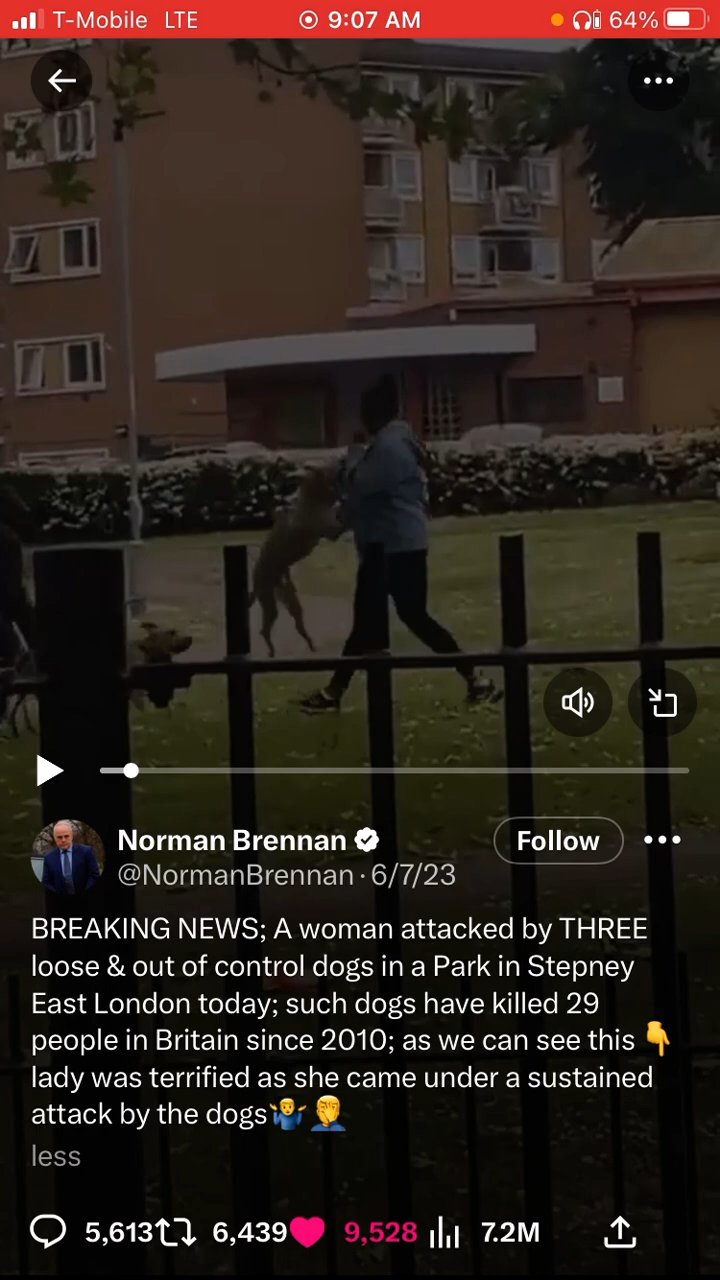 T-Mobile LTE 9:07 AM 64%
Norman Brennan
Follow
@NormanBrennan · 6/7/23
BREAKING NEWS; A woman attacked by THREE
loose & out of control dogs in a Park in Stepney
East London today; such dogs have killed 29
people in Britain since 2010; as we can see this 👇
lady was terrified as she came under a sustained
attack by the dogs🤷‍♂️ 🤦‍♂️
less
5,613 6,439 9,528 7.2M